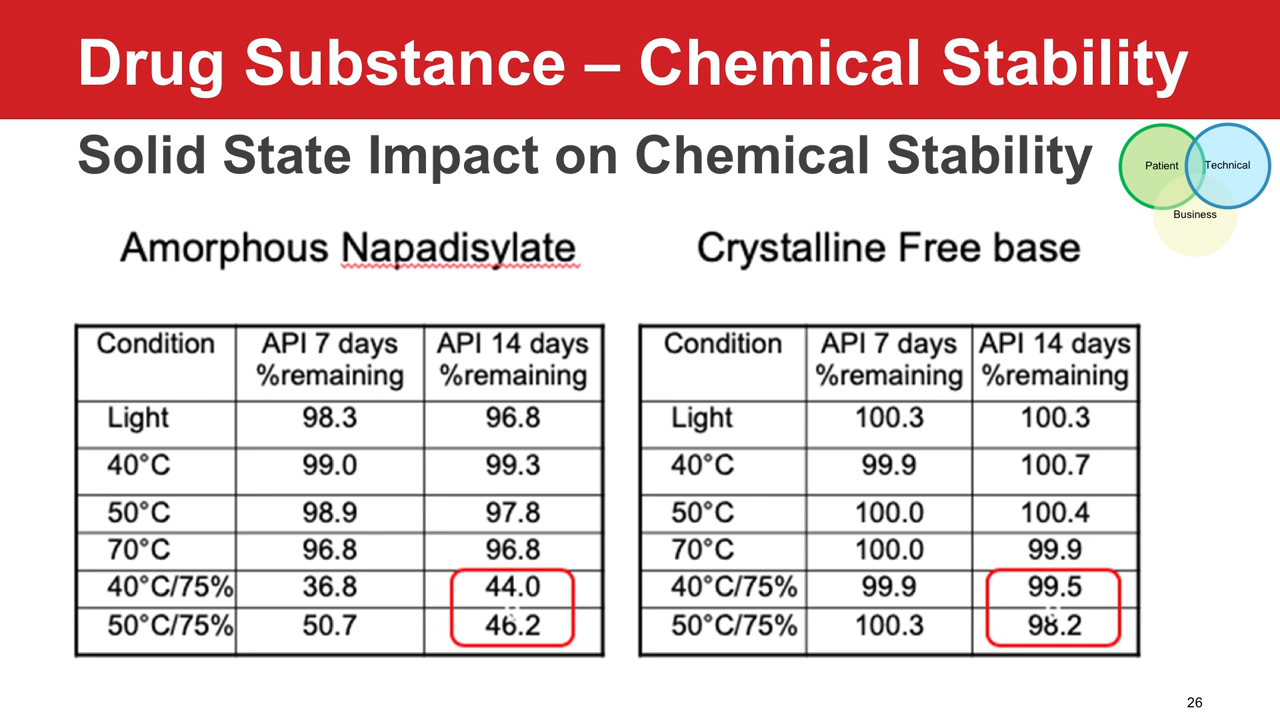 Drug Substance – Chemical Stability
Solid State Impact on Chemical Stability
Patient
Technical
Business
Amorphous Napadisylate
Condition API 7 days API 14 days
%remaining %remaining
Light 98.3 96.8
40°C 99.0 99.3
50°C 98.9 97.8
70°C 96.8 96.8
40°C/75% 36.8 44.0
50°C/75% 50.7 46.2
Crystalline Free base
Condition API 7 days API 14 days
%remaining %remaining
Light 100.3 100.3
40°C 99.9 100.7
50°C 100.0 100.4
70°C 100.0 99.9
40°C/75% 99.9 99.5
50°C/75% 100.3 98.2
26